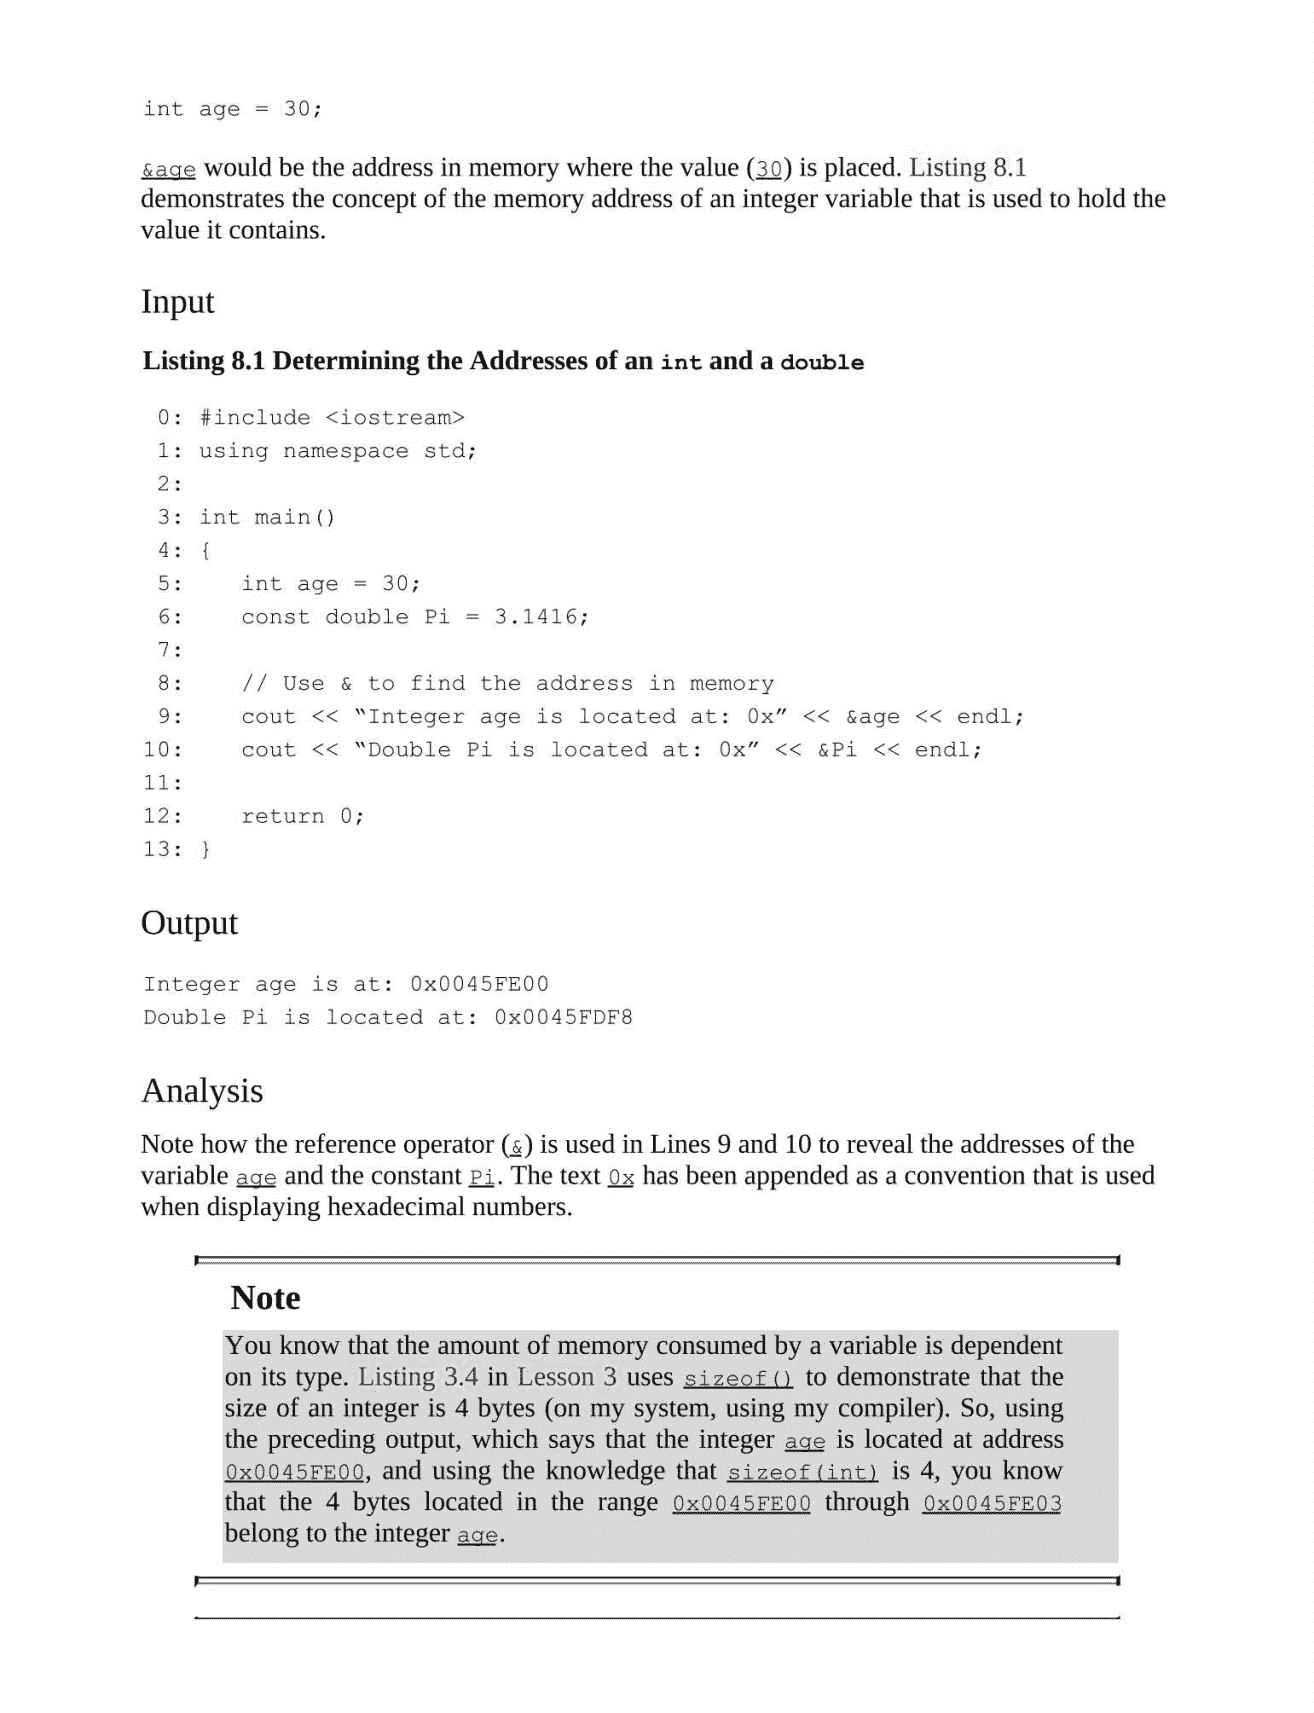 int age = 30;
&age would be the address in memory where the value (30) is placed. Listing 8.1
demonstrates the concept of the memory address of an integer variable that is used to hold the
value it contains.
Input
Listing 8.1 Determining the Addresses of an int and a double
0: #include <iostream>
1: using namespace std;
2:
3: int main()
4: {
5:    int age = 30;
6:    const double Pi = 3.1416;
7:
8:    // Use & to find the address in memory
9:    cout << “Integer age is located at: 0x” << &age << endl;
10:    cout << “Double Pi is located at: 0x” << &Pi << endl;
11:
12:    return 0;
13: }
Output
Integer age is at: 0x0045FE00
Double Pi is located at: 0x0045FDF8
Analysis
Note how the reference operator (&) is used in Lines 9 and 10 to reveal the addresses of the
variable age and the constant Pi. The text 0x has been appended as a convention that is used
when displaying hexadecimal numbers.
Note
You know that the amount of memory consumed by a variable is dependent
on its type. Listing 3.4 in Lesson 3 uses sizeof() to demonstrate that the
size of an integer is 4 bytes (on my system, using my compiler). So, using
the preceding output, which says that the integer age is located at address
0x0045FE00, and using the knowledge that sizeof(int) is 4, you know
that the 4 bytes located in the range 0x0045FE00 through 0x0045FE03
belong to the integer age.